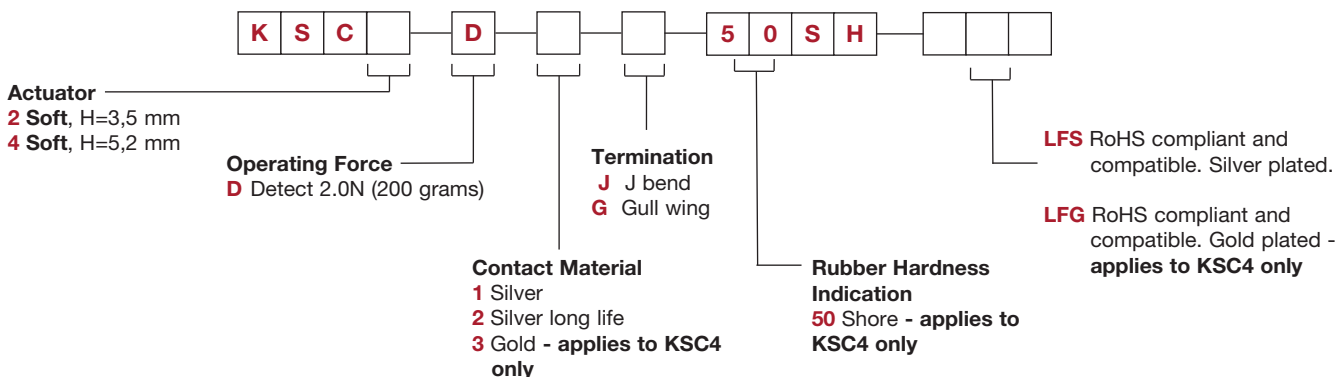 K S C D 5 0 S H
Actuator
2 Soft, H=3,5 mm
4 Soft, H=5,2 mm
Operating Force
D Detect 2.0N (200 grams)
Contact Material
1 Silver
2 Silver long life
3 Gold - applies to KSC4
only
Termination
J J bend
G Gull wing
Rubber Hardness
Indication
50 Shore - applies to
KSC4 only
LFS RoHS compliant and
compatible. Silver plated.
LFG RoHS compliant and
compatible. Gold plated -
applies to KSC4 only